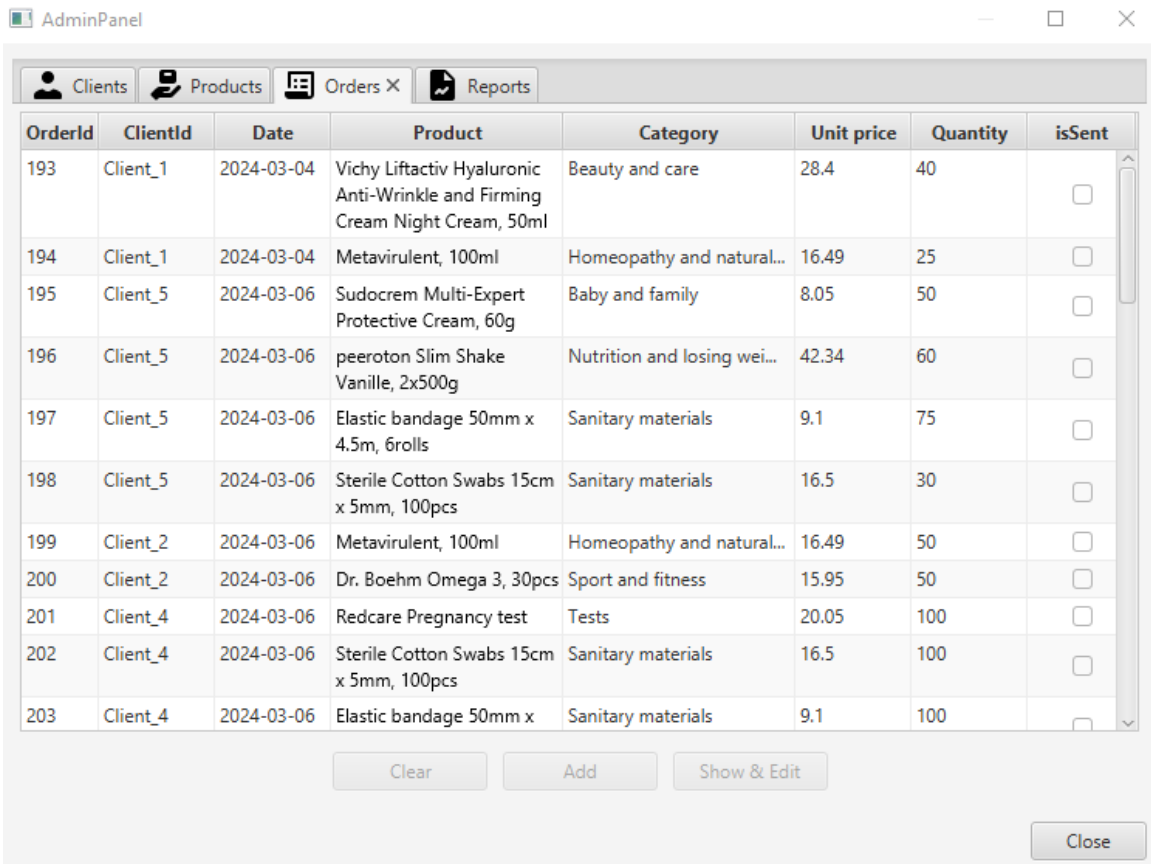 AdminPanel
Clients Products Orders Reports
OrderId ClientId Date Product Category Unit price Quantity isSent
193 Client_1 2024-03-04 Vichy Liftactiv Hyaluronic Beauty and care 28.4 40
Anti-Wrinkle and Firming
Cream Night Cream, 50ml
194 Client_1 2024-03-04 Metavirulent, 100ml Homeopathy and natural... 16.49 25
195 Client_5 2024-03-06 Sudocrem Multi-Expert Baby and family 8.05 50
Protective Cream, 60g
196 Client_5 2024-03-06 peeroton Slim Shake Nutrition and losing wei... 42.34 60
Vanille, 2x500g
197 Client_5 2024-03-06 Elastic bandage 50mm x Sanitary materials 9.1 75
4.5m, 6rolls
198 Client_5 2024-03-06 Sterile Cotton Swabs 15cm Sanitary materials 16.5 30
x 5mm, 100pcs
199 Client_2 2024-03-06 Metavirulent, 100ml Homeopathy and natural... 16.49 50
200 Client_2 2024-03-06 Dr. Boehm Omega 3, 30pcs Sport and fitness 15.95 50
201 Client_4 2024-03-06 Redcare Pregnancy test Tests 20.05 100
202 Client_4 2024-03-06 Sterile Cotton Swabs 15cm Sanitary materials 16.5 100
x 5mm, 100pcs
203 Client_4 2024-03-06 Elastic bandage 50mm x Sanitary materials 9.1 100
Clear Add Show & Edit
Close